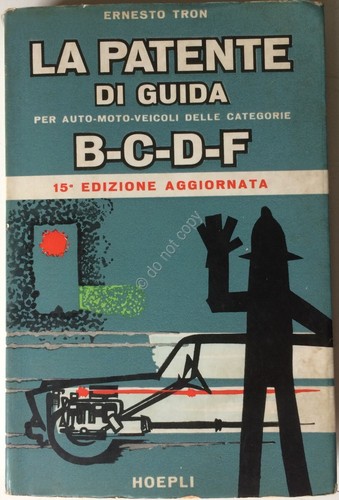 ERNESTO TRON
LA PATENTE
DI GUIDA
PER AUTO-MOTO-VEICOLI DELLE CATEGORIE
B-C-D-F
15ª EDIZIONE AGGIORNATA
© do not copy
HOEPLI